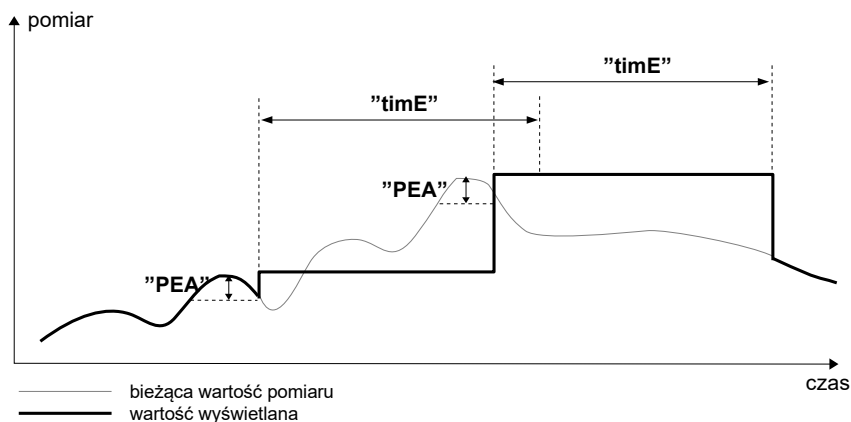 pomiar
”timE”
”timE”
”PEA”
”PEA”
czas
bieżąca wartość pomiaru
wartość wyświetlana